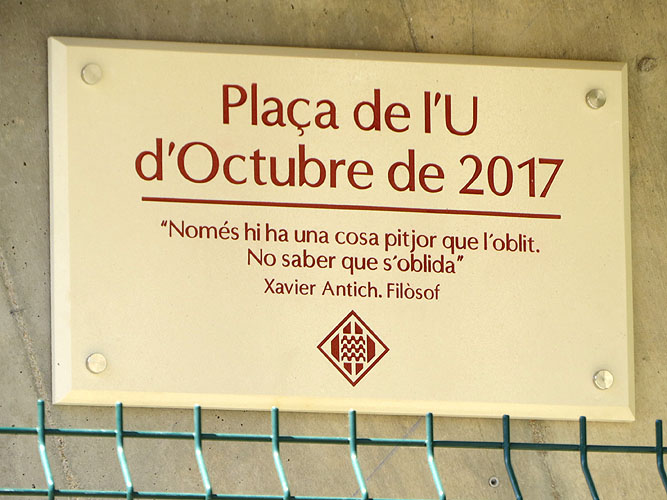 Plaça de l'U
d'Octubre de 2017
“Només hi ha una cosa pitjor que l'oblit.
No saber que s'oblida”
Xavier Antich. Filòsof